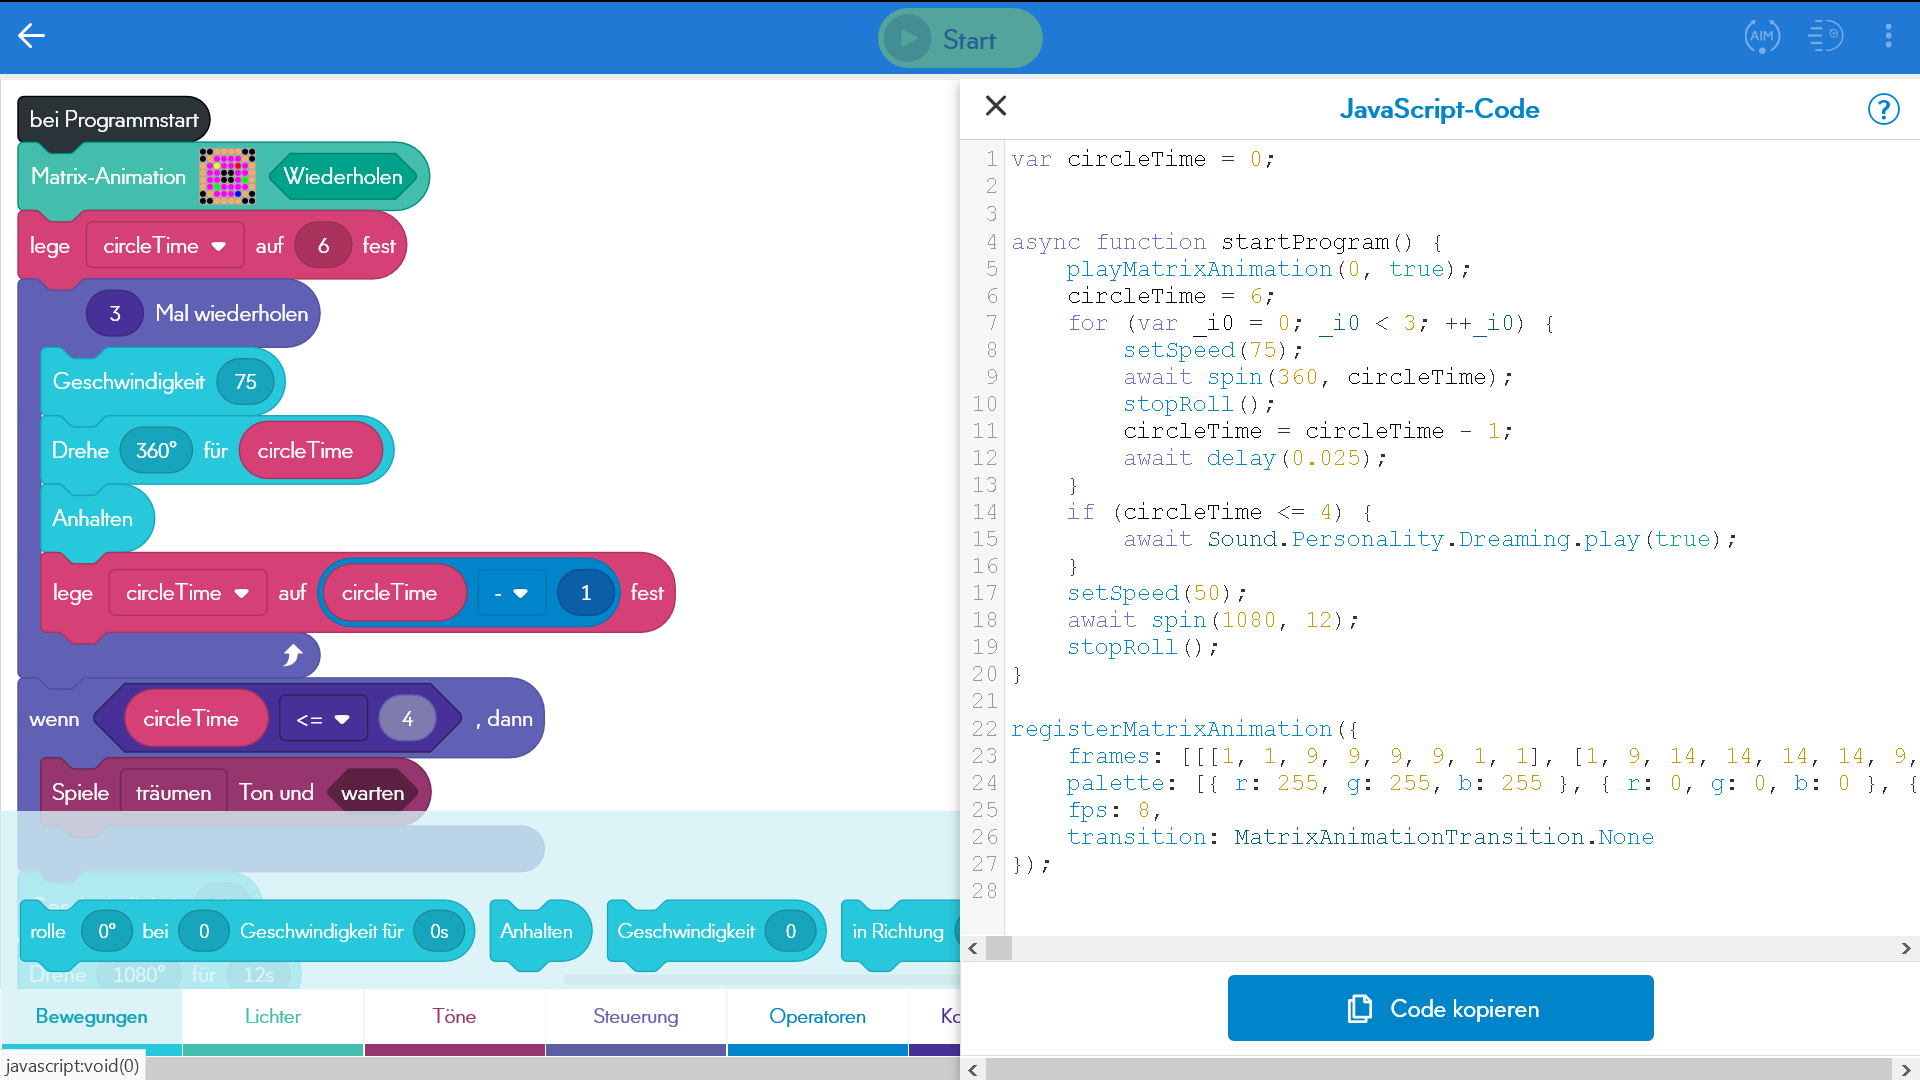 Start
AIM
bei Programmstart
Matrix-Animation Wiederholen
lege circleTime auf 6 fest
3 Mal wiederholen
Geschwindigkeit 75
Drehe 360° für circleTime
Anhalten
lege circleTime auf circleTime - 1 fest
wenn circleTime <= 4 , dann
Spiele träumen Ton und warten
rolle 0° bei 0 Geschwindigkeit für 0s
Anhalten
Geschwindigkeit 0
in Richtung
Drehe 1080° für 12s
Bewegungen
Lichter
Töne
Steuerung
Operatoren
Ko
javascript:void(0)
JavaScript-Code
?
1 var circleTime = 0;
2
3
4 async function startProgram() {
5 playMatrixAnimation(0, true);
6 circleTime = 6;
7 for (var _i0 = 0; _i0 < 3; ++_i0) {
8 setSpeed(75);
9 await spin(360, circleTime);
10 stopRoll();
11 circleTime = circleTime - 1;
12 await delay(0.025);
13 }
14 if (circleTime <= 4) {
15 await Sound.Personality.Dreaming.play(true);
16 }
17 setSpeed(50);
18 await spin(1080, 12);
19 stopRoll();
20 }
21
22 registerMatrixAnimation({
23 frames: [[[1, 1, 9, 9, 9, 9, 1, 1], [1, 9, 14, 14, 14, 14, 9,
24 palette: [{ r: 255, g: 255, b: 255 }, { r: 0, g: 0, b: 0 }, {
25 fps: 8,
26 transition: MatrixAnimationTransition.None
27 });
28
Code kopieren